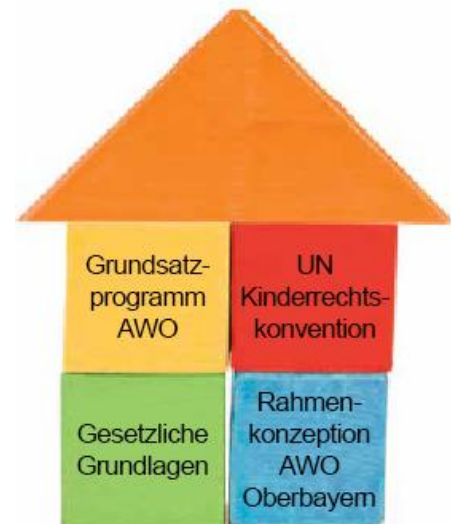 Grundsatz-
programm
AWO
UN
Kinderrechts-
konvention
Gesetzliche
Grundlagen
Rahmen-
konzeption
AWO
Oberbayern